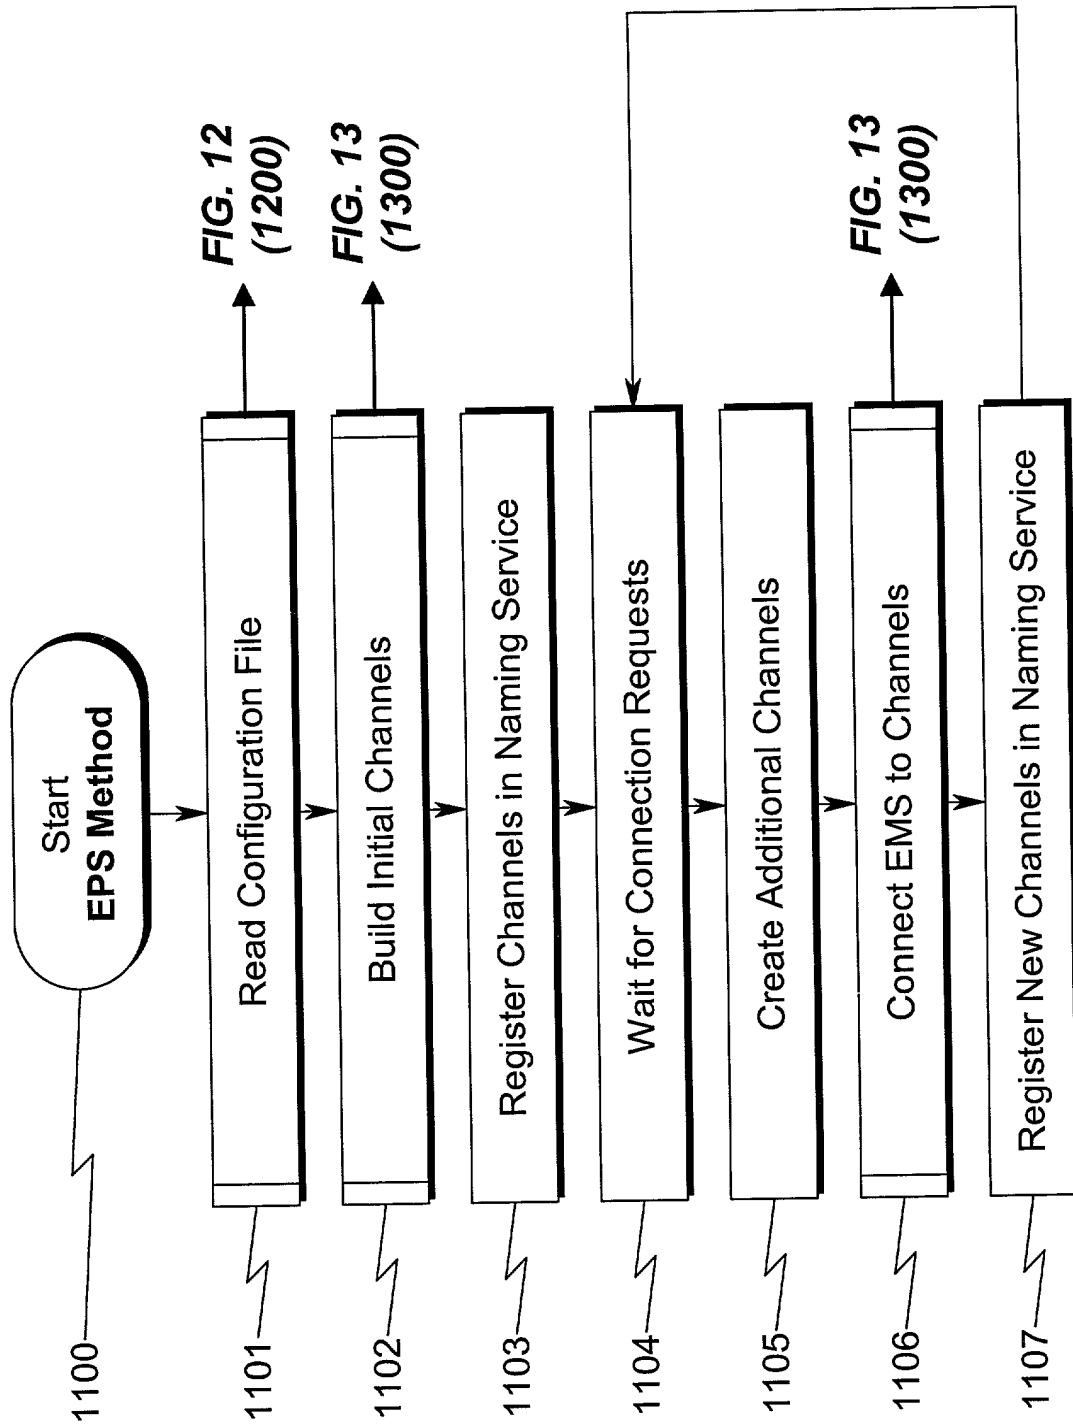 1100
Start
EPS Method
1101
Read Configuration File
FIG. 12
(1200)
1102
Build Initial Channels
FIG. 13
(1300)
1103
Register Channels in Naming Service
1104
Wait for Connection Requests
1105
Create Additional Channels
1106
Connect EMS to Channels
FIG. 13
(1300)
1107
Register New Channels in Naming Service